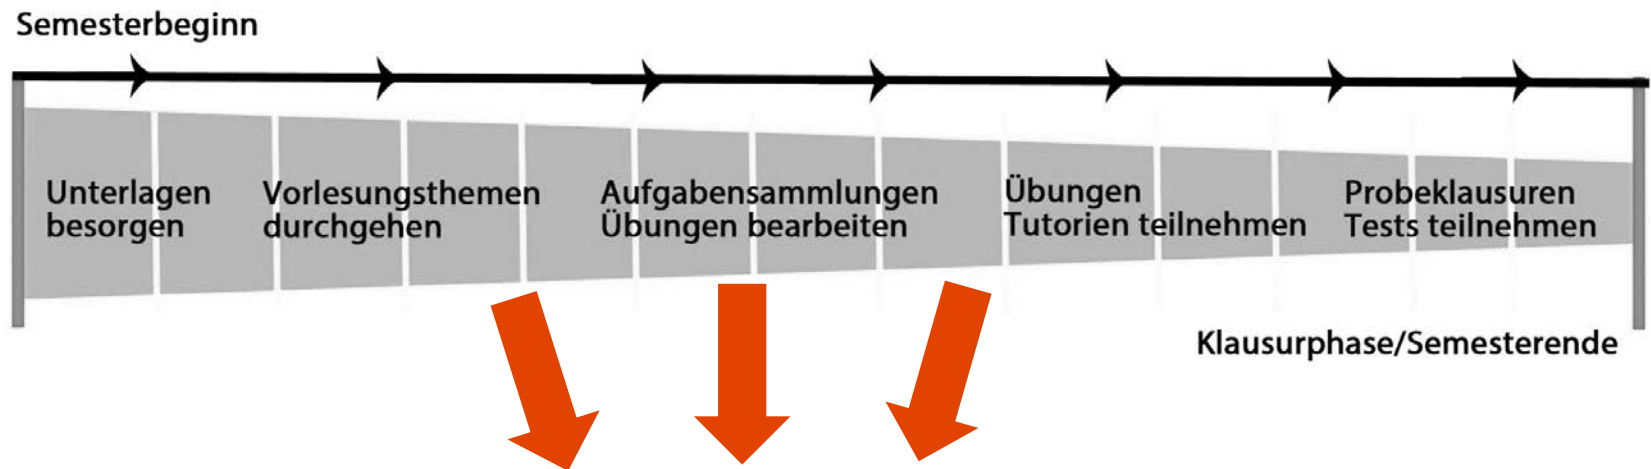 Semesterbeginn
Unterlagen
besorgen
Vorlesungsthemen
durchgehen
Aufgabensammlungen
Übungen bearbeiten
Übungen
Tutorien teilnehmen
Probeklausuren
Tests teilnehmen
Klausurphase/Semesterende